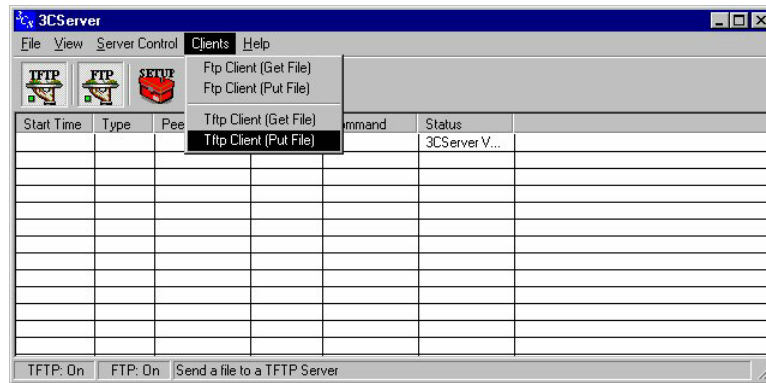 3CServer
File View Server Control Clients Help
TFTP FTP SETUP
Ftp Client (Get File)
Ftp Client (Put File)
Tftp Client (Get File)
Tftp Client (Put File)
Start Time Type Pee ommand Status
3CServer V...
TFTP: On FTP: On Send a file to a TFTP Server